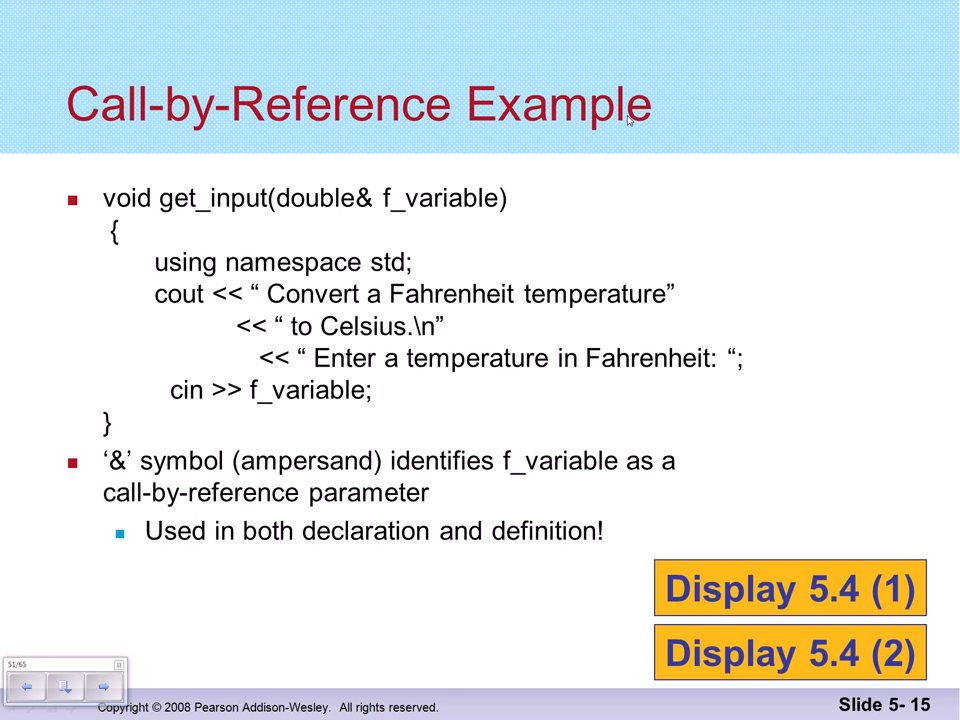 Call-by-Reference Example
void get_input(double& f_variable)
{
using namespace std;
cout << “ Convert a Fahrenheit temperature”
<< “ to Celsius.\n”
<< “ Enter a temperature in Fahrenheit: “;
cin >> f_variable;
}
‘&’ symbol (ampersand) identifies f_variable as a
call-by-reference parameter
Used in both declaration and definition!
Display 5.4 (1)
Display 5.4 (2)
51/65
Copyright © 2008 Pearson Addison-Wesley. All rights reserved.
Slide 5- 15